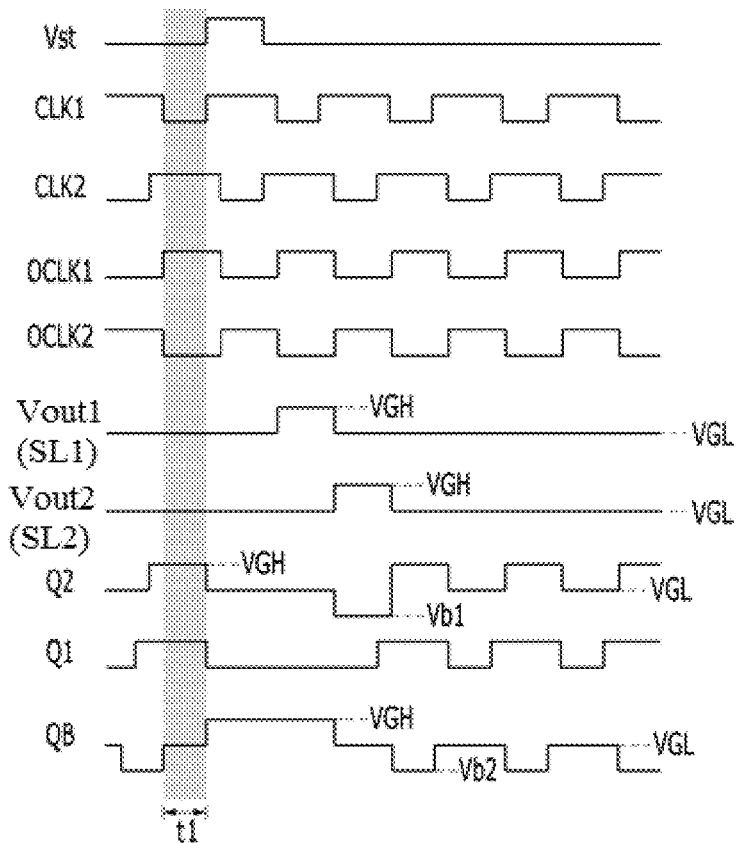 Vst
CLK1
CLK2
OCLK1
OCLK2
Vout1
(SL1)
VGH
VGL
Vout2
(SL2)
VGH
VGL
Q2
VGH
Vb1
VGL
Q1
QB
VGH
Vb2
VGL
t1